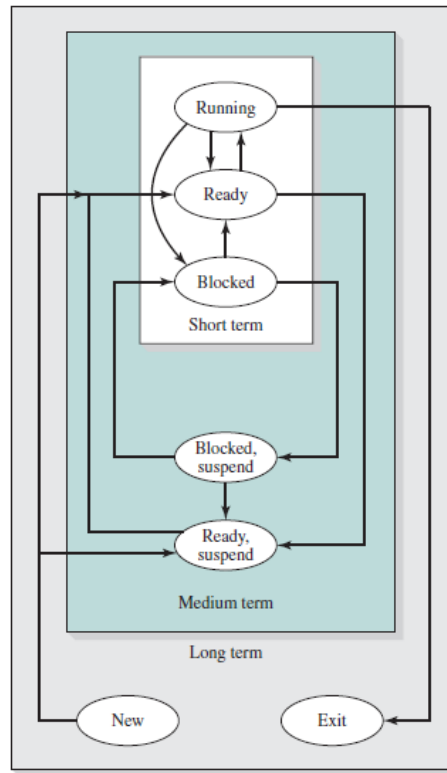 Running
Ready
Blocked
Short term
Blocked,
suspend
Ready,
suspend
Medium term
Long term
New
Exit